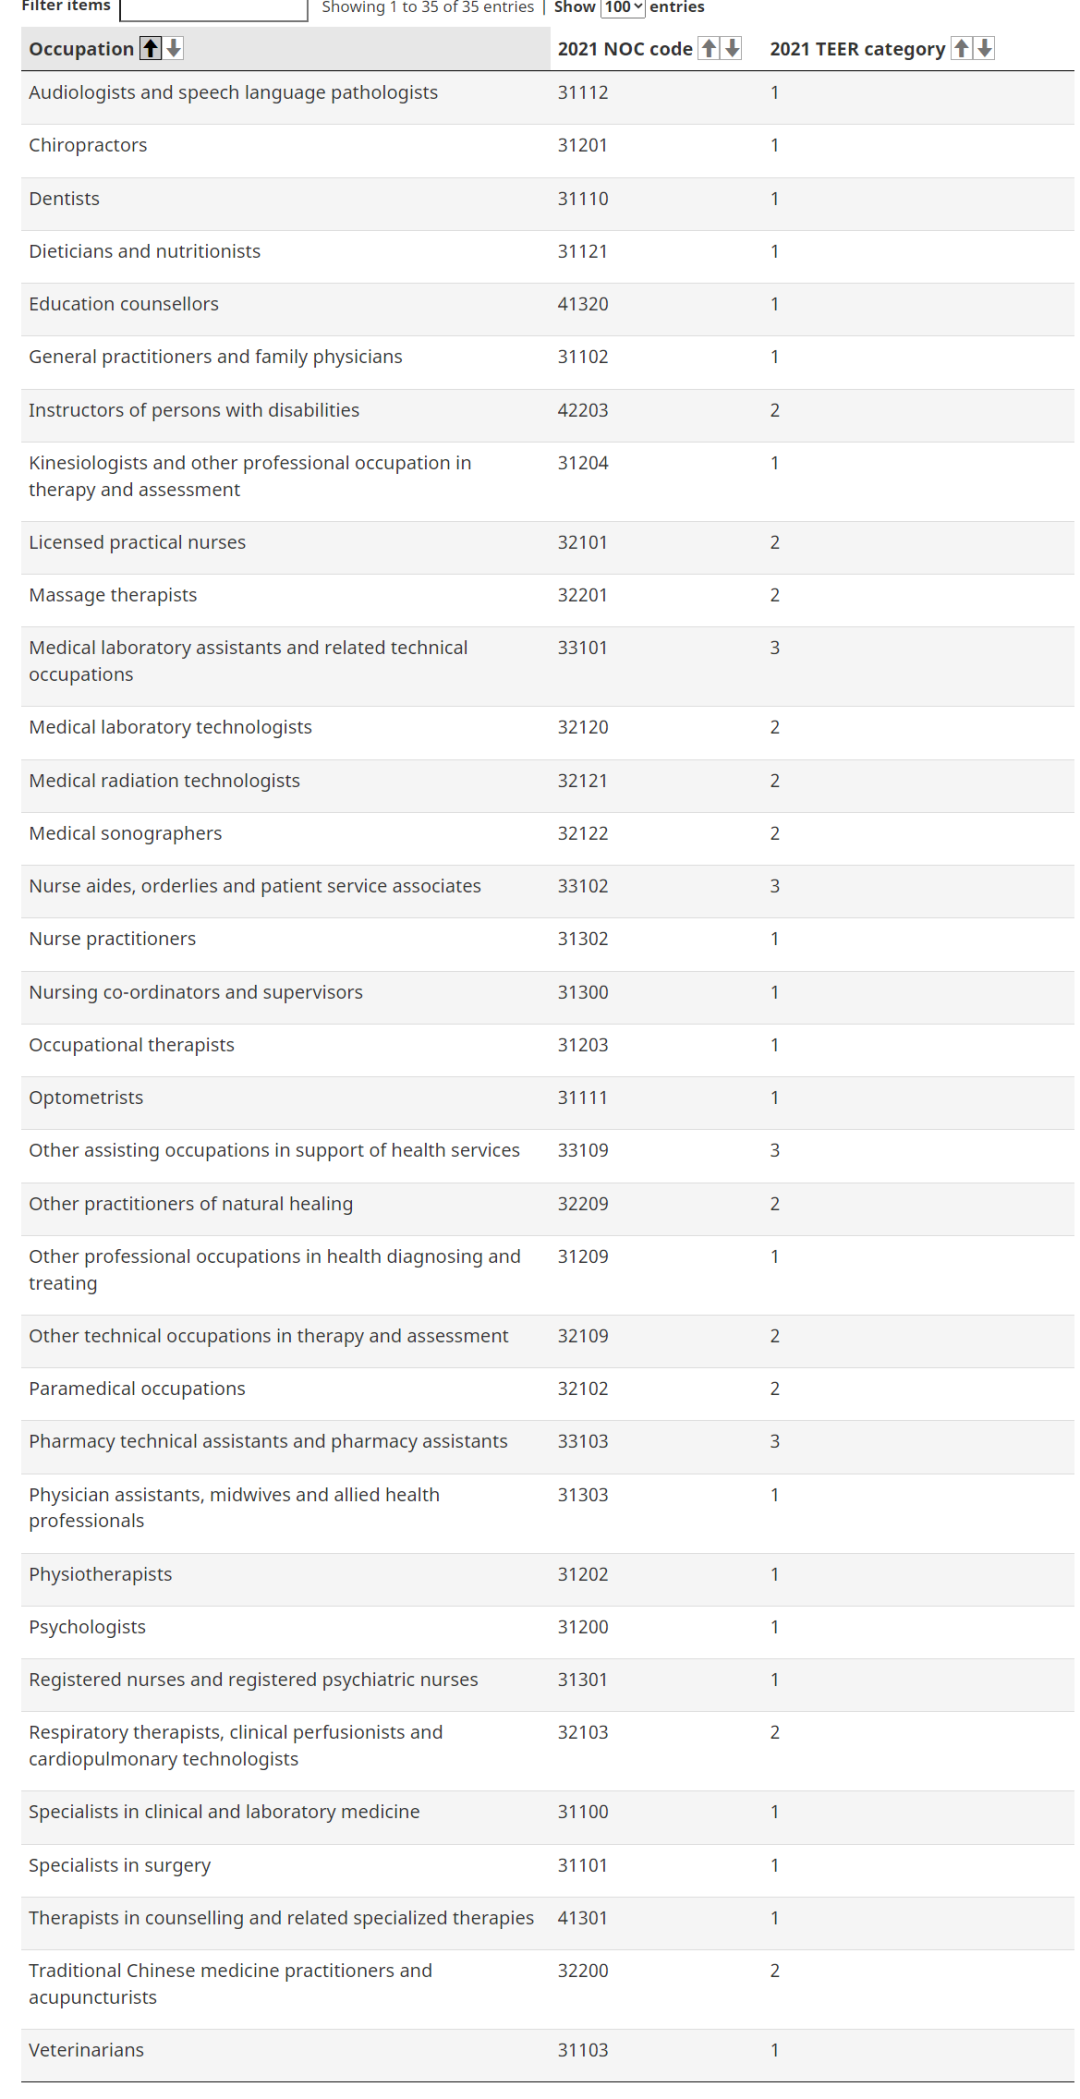 Filter items Showing 1 to 35 of 35 entries | Show 100 entries
Occupation 2021 NOC code 2021 TEER category
Audiologists and speech language pathologists 31112 1
Chiropractors 31201 1
Dentists 31110 1
Dieticians and nutritionists 31121 1
Education counsellors 41320 1
General practitioners and family physicians 31102 1
Instructors of persons with disabilities 42203 2
Kinesiologists and other professional occupation in 31204 1
therapy and assessment
Licensed practical nurses 32101 2
Massage therapists 32201 2
Medical laboratory assistants and related technical 33101 3
occupations
Medical laboratory technologists 32120 2
Medical radiation technologists 32121 2
Medical sonographers 32122 2
Nurse aides, orderlies and patient service associates 33102 3
Nurse practitioners 31302 1
Nursing co-ordinators and supervisors 31300 1
Occupational therapists 31203 1
Optometrists 31111 1
Other assisting occupations in support of health services 33109 3
Other practitioners of natural healing 32209 2
Other professional occupations in health diagnosing and 31209 1
treating
Other technical occupations in therapy and assessment 32109 2
Paramedical occupations 32102 2
Pharmacy technical assistants and pharmacy assistants 33103 3
Physician assistants, midwives and allied health 31303 1
professionals
Physiotherapists 31202 1
Psychologists 31200 1
Registered nurses and registered psychiatric nurses 31301 1
Respiratory therapists, clinical perfusionists and 32103 2
cardiopulmonary technologists
Specialists in clinical and laboratory medicine 31100 1
Specialists in surgery 31101 1
Therapists in counselling and related specialized therapies 41301 1
Traditional Chinese medicine practitioners and 32200 2
acupuncturists
Veterinarians 31103 1